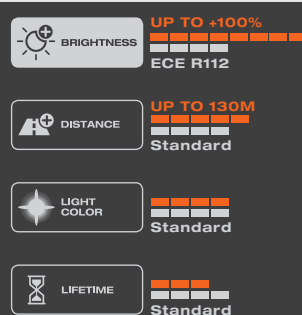 UP TO +100%
BRIGHTNESS
ECE R112
UP TO 130M
DISTANCE
Standard
LIGHT
COLOR
Standard
LIFETIME
Standard